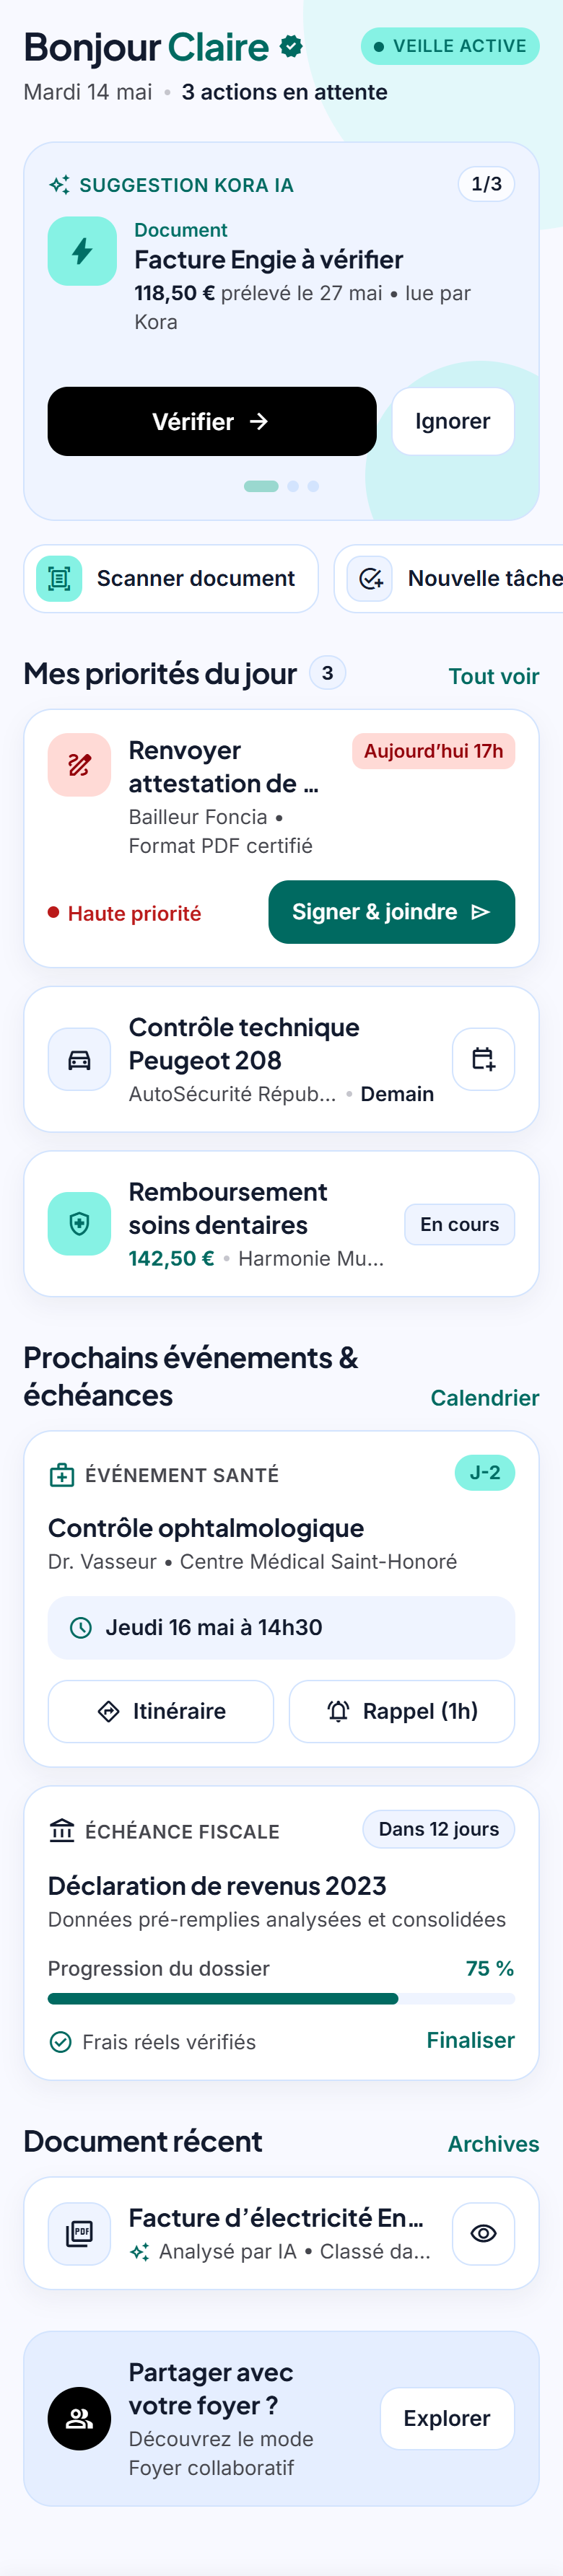 Bonjour Claire
VEILLE ACTIVE
Mardi 14 mai • 3 actions en attente
SUGGESTION KORA IA
1/3
Document
Facture Engie à vérifier
118,50 € prélevé le 27 mai • lue par
Kora
Vérifier
Ignorer
Scanner document
Nouvelle tâche
Mes priorités du jour
3
Tout voir
Renvoyer
attestation de ...
Aujourd’hui 17h
Bailleur Foncia •
Format PDF certifié
Haute priorité
Signer & joindre
Contrôle technique
Peugeot 208
AutoSécurité Répub... • Demain
Remboursement
soins dentaires
142,50 € • Harmonie Mu...
En cours
Prochains événements &
échéances
Calendrier
ÉVÉNEMENT SANTÉ
J-2
Contrôle ophtalmologique
Dr. Vasseur • Centre Médical Saint-Honoré
Jeudi 16 mai à 14h30
Itinéraire
Rappel (1h)
ÉCHÉANCE FISCALE
Dans 12 jours
Déclaration de revenus 2023
Données pré-remplies analysées et consolidées
Progression du dossier
75 %
Frais réels vérifiés
Finaliser
Document récent
Archives
PDF
Facture d’électricité En...
Analysé par IA • Classé da...
Partager avec
votre foyer ?
Découvrez le mode
Foyer collaboratif
Explorer